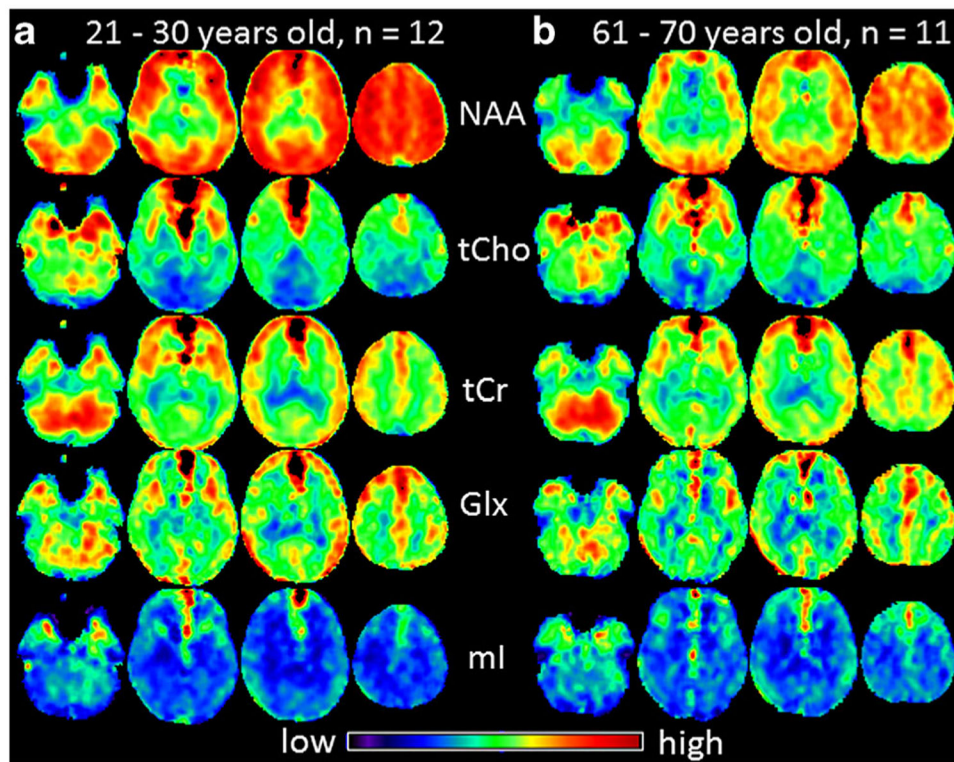 a 21 - 30 years old, n = 12
b 61 - 70 years old, n = 11
NAA
tCho
tCr
Glx
mI
low high